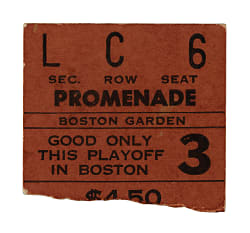 L C 6
SEC. ROW SEAT
PROMENADE
BOSTON GARDEN
GOOD ONLY
THIS PLAYOFF 3
IN BOSTON
$4.50